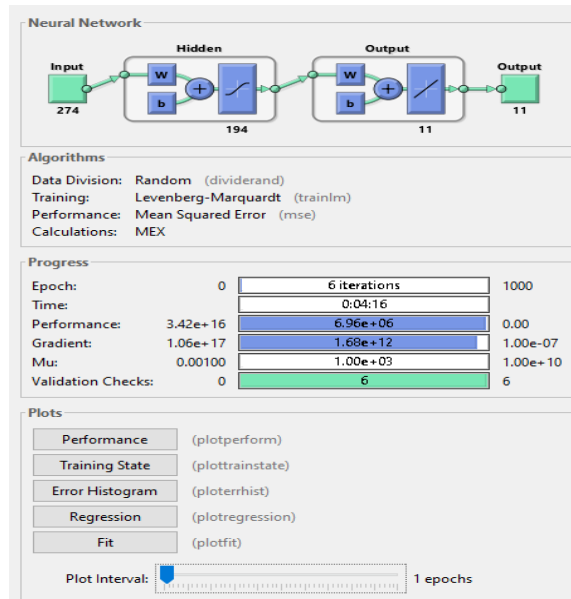 Neural Network
Hidden Output
Input Output
W W
+ +
b b
274 11
194 11
Algorithms
Data Division: Random (dividerand)
Training: Levenberg-Marquardt (trainlm)
Performance: Mean Squared Error (mse)
Calculations: MEX
Progress
Epoch: 0 6 iterations 1000
Time: 0:04:16
Performance: 3.42e+16 6.96e+06 0.00
Gradient: 1.06e+17 1.68e+12 1.00e-07
Mu: 0.00100 1.00e+03 1.00e+10
Validation Checks: 0 6 6
Plots
Performance (plotperform)
Training State (plottrainstate)
Error Histogram (ploterrhist)
Regression (plotregression)
Fit (plotfit)
Plot Interval: 1 epochs